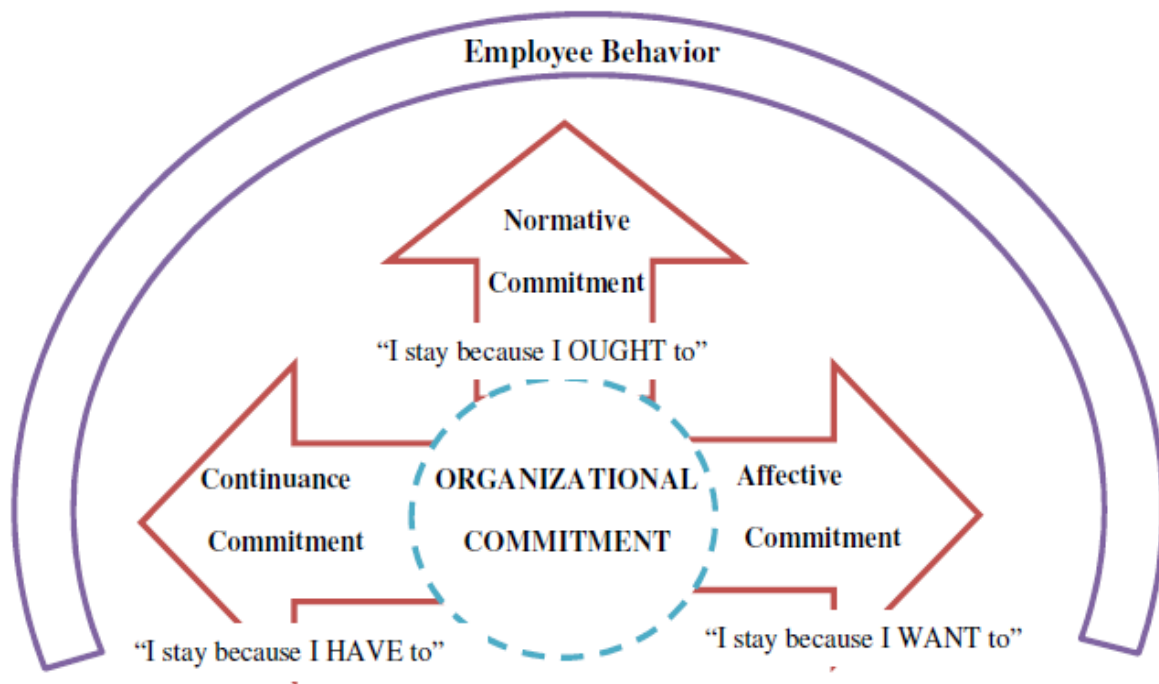 Employee Behavior
Normative
Commitment
“I stay because I OUGHT to”
Continuance
Commitment
ORGANIZATIONAL
COMMITMENT
Affective
Commitment
“I stay because I HAVE to”
“I stay because I WANT to”